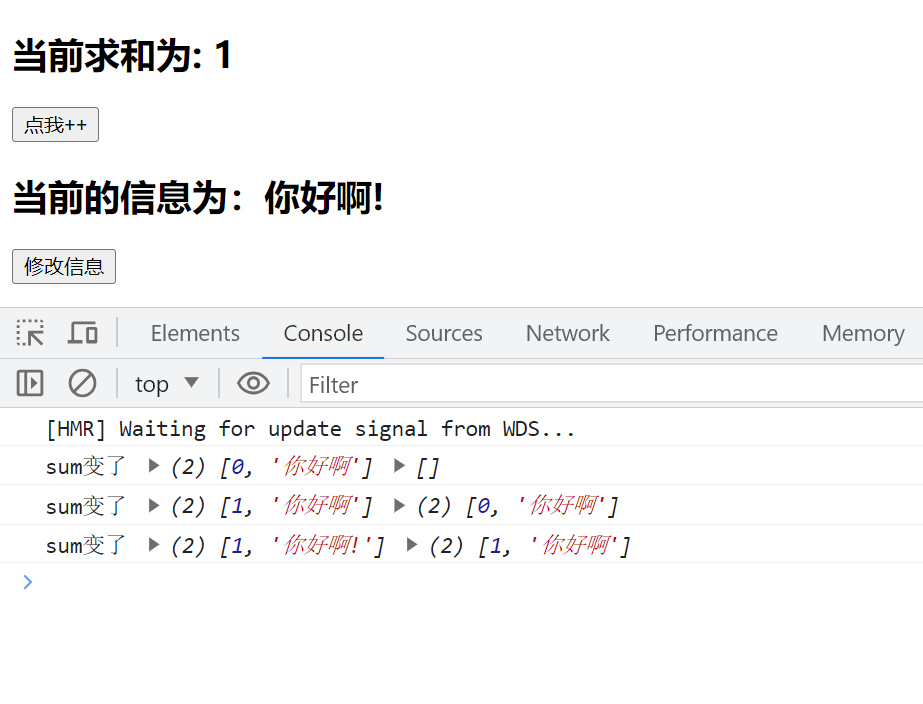 当前求和为: 1
点我++
当前的信息为：你好啊!
修改信息
Elements Console Sources Network Performance Memory
top Filter
[HMR] Waiting for update signal from WDS...
sum变了 (2) [0, '你好啊'] []
sum变了 (2) [1, '你好啊'] (2) [0, '你好啊']
sum变了 (2) [1, '你好啊!'] (2) [1, '你好啊']